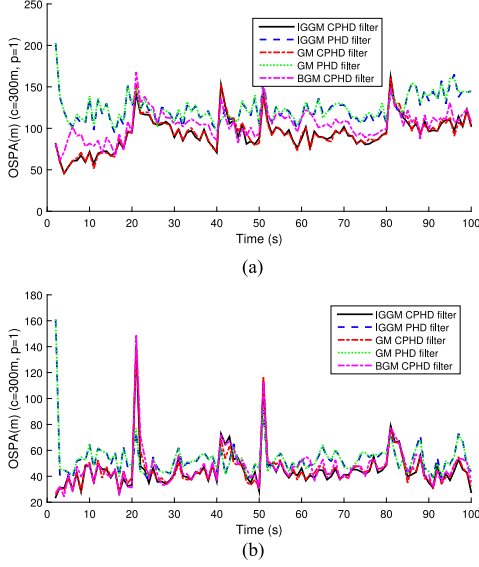 250
200
150
100
50
0
OSPA(m) (c=300m, p=1)
IGGM CPHD filter
IGGM PHD filter
GM CPHD filter
GM PHD filter
BGM CPHD filter
0 10 20 30 40 50 60 70 80 90 100
Time (s)
(a)
180
160
140
120
100
80
60
40
20
OSPA(m) (c=300m, p=1)
IGGM CPHD filter
IGGM PHD filter
GM CPHD filter
GM PHD filter
BGM CPHD filter
0 10 20 30 40 50 60 70 80 90 100
Time (s)
(b)